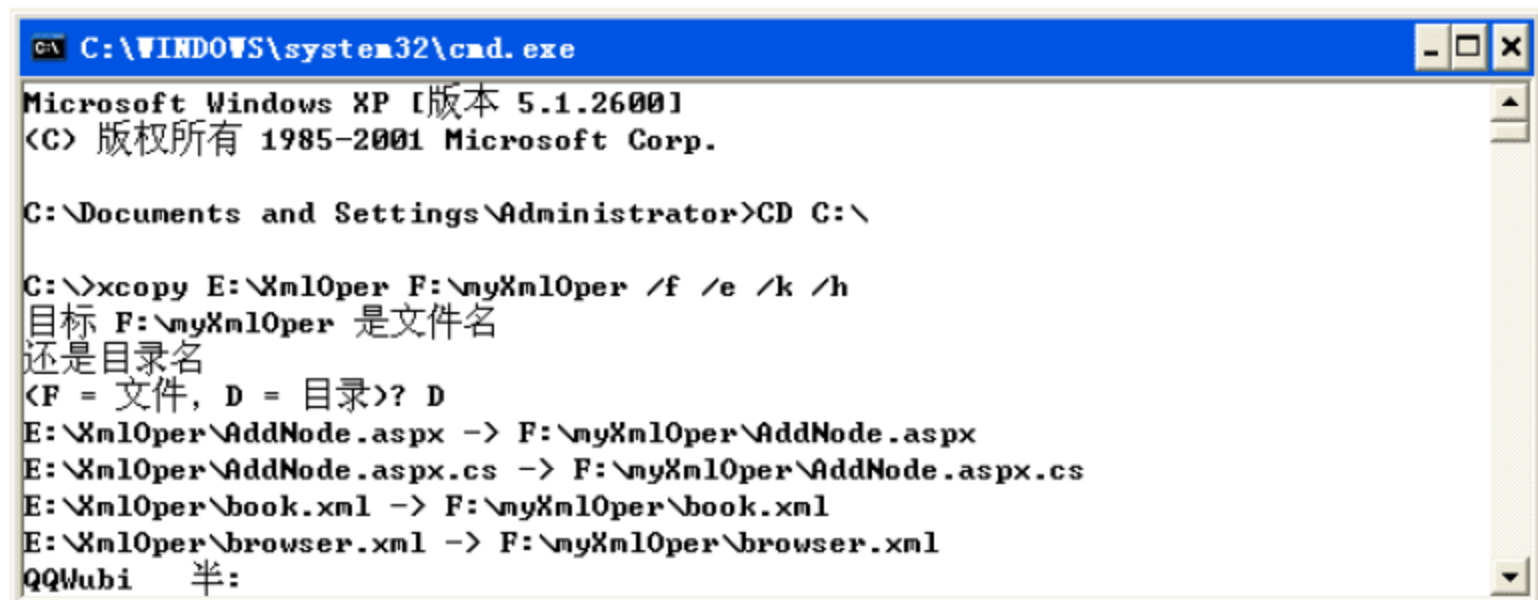 C:\WINDOWS\system32\cmd.exe
Microsoft Windows XP [版本 5.1.2600]
(C) 版权所有 1985-2001 Microsoft Corp.
C:\Documents and Settings\Administrator>CD C:\
C:\>xcopy E:\XmlOper F:\myXmlOper /f /e /k /h
目标 F:\myXmlOper 是文件名
还是目录名
(F = 文件, D = 目录)? D
E:\XmlOper\AddNode.aspx -> F:\myXmlOper\AddNode.aspx
E:\XmlOper\AddNode.aspx.cs -> F:\myXmlOper\AddNode.aspx.cs
E:\XmlOper\book.xml -> F:\myXmlOper\book.xml
E:\XmlOper\browser.xml -> F:\myXmlOper\browser.xml
QQWubi 半: